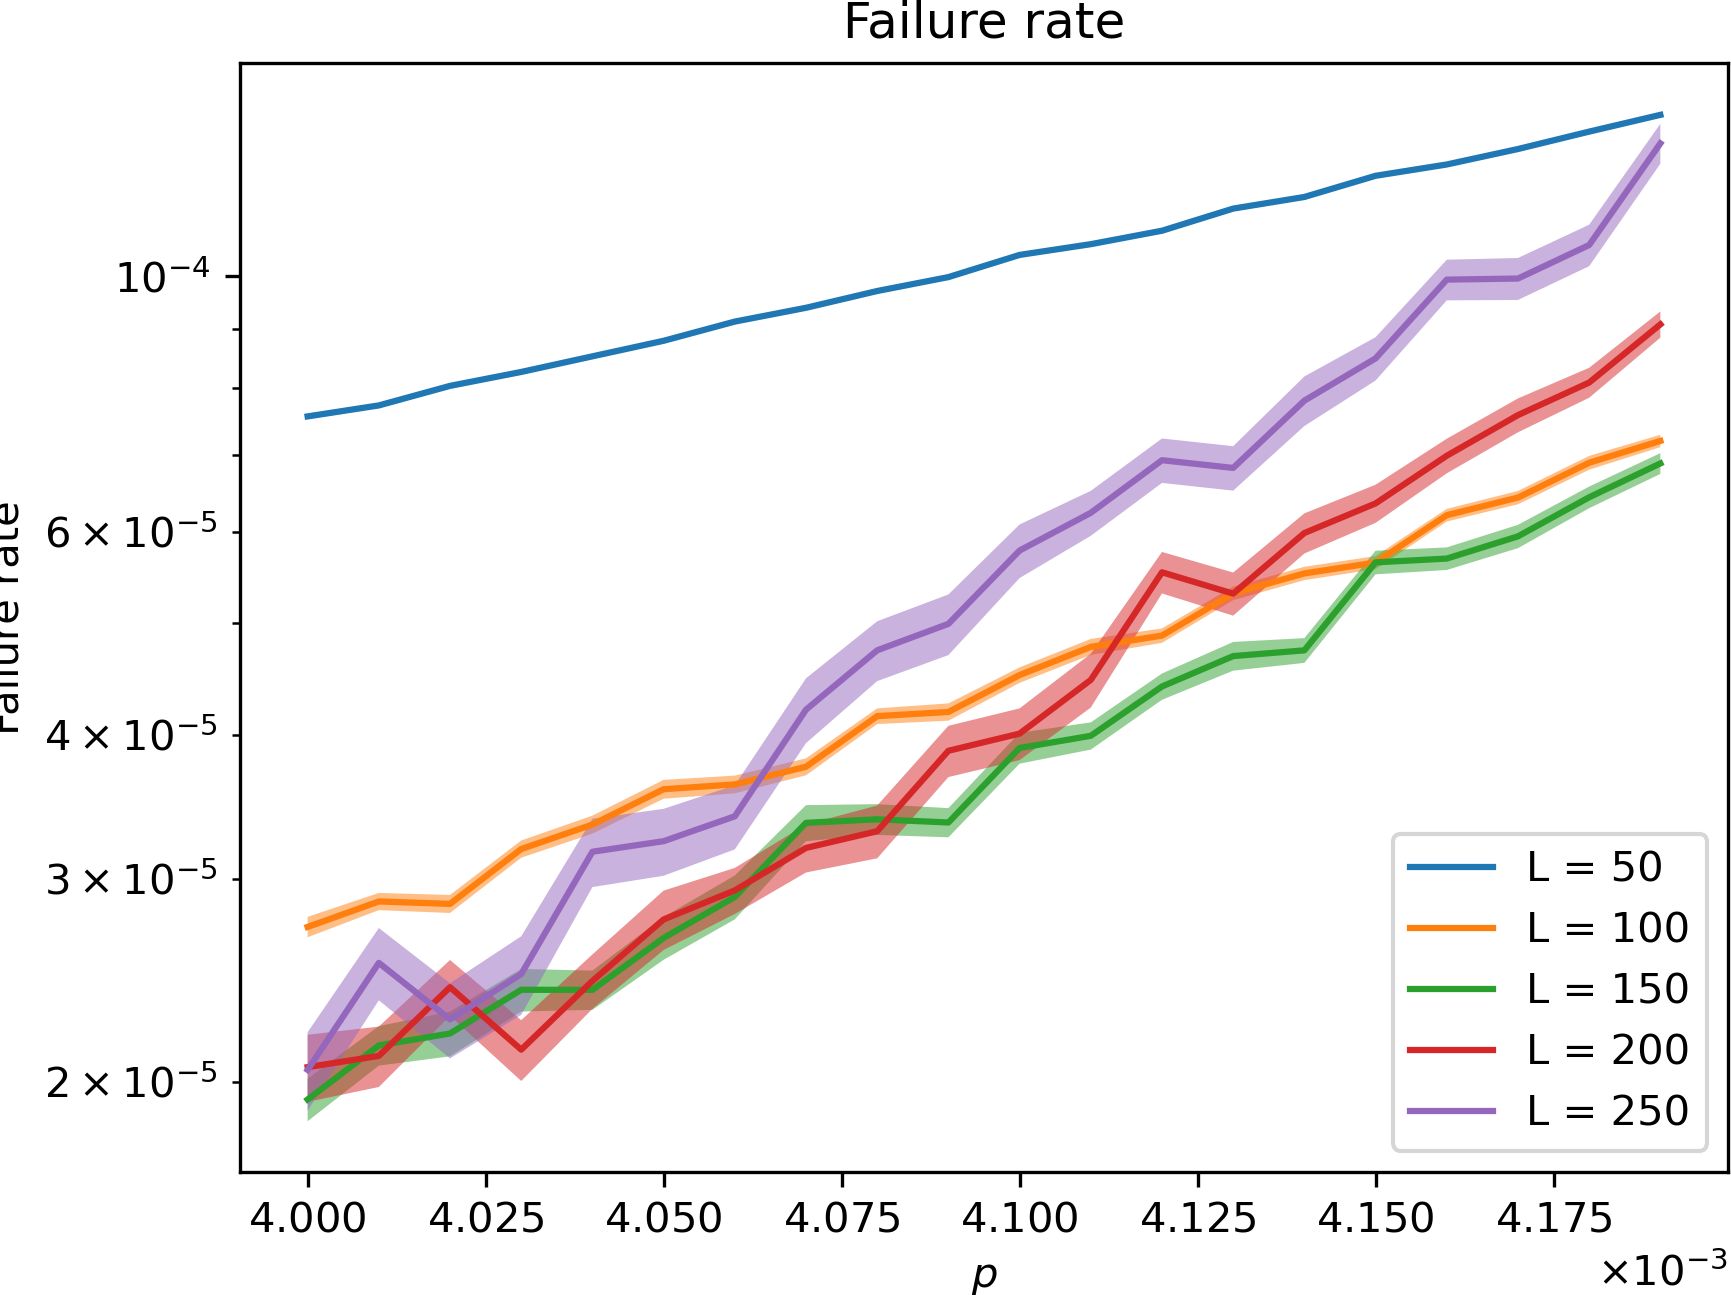 Failure rate
Failure rate
10⁻⁴
6 × 10⁻⁵
4 × 10⁻⁵
3 × 10⁻⁵
2 × 10⁻⁵
L = 50
L = 100
L = 150
L = 200
L = 250
4.000 4.025 4.050 4.075 4.100 4.125 4.150 4.175
p
×10⁻³